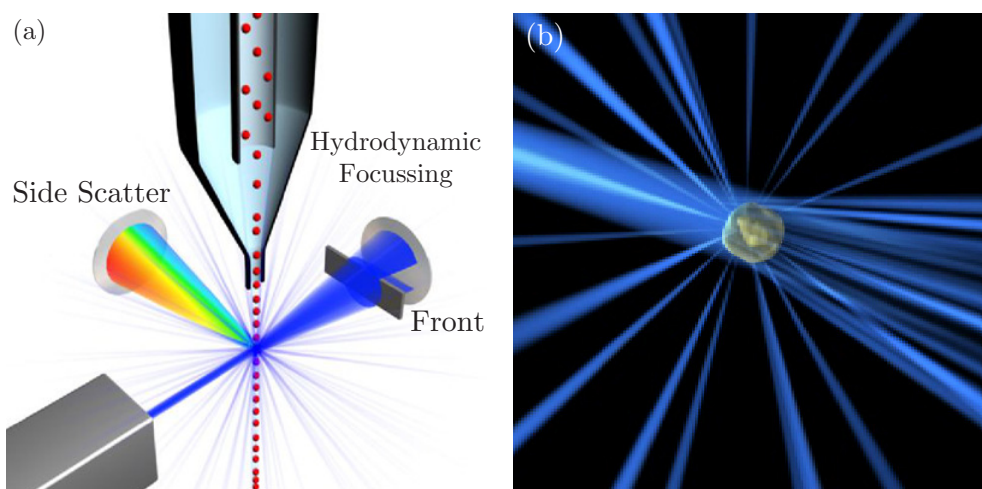 (a)
(b)
Hydrodynamic
Focussing
Side Scatter
Front